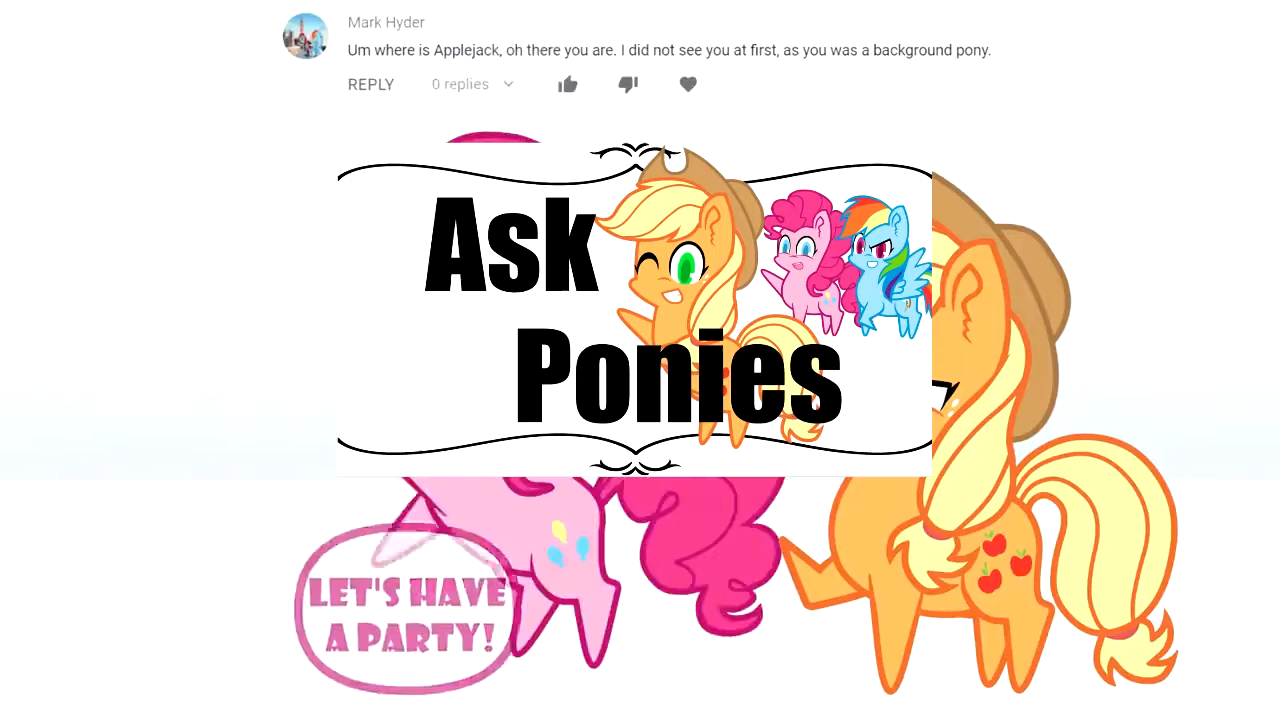 Mark Hyder
Um where is Applejack, oh there you are. I did not see you at first, as you was a background pony.
REPLY 0 replies
Ask
Ponies
LET'S HAVE
A PARTY!